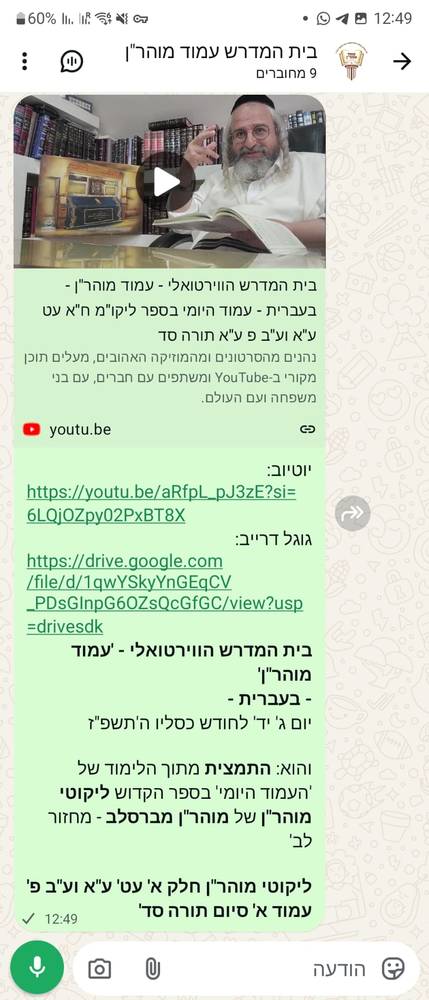 60%
12:49
בית המדרש עמוד מוהר"ן
9 מחוברים
בית המדרש הווירטואלי - עמוד מוהר"ן -
בעברית - עמוד היומי בספר ליקו"מ ח"א עט
ע"א וע"ב פ ע"א תורה סד
נהנים מהסרטונים ומהמוזיקה האהובים, מעלים תוכן
מקורי ב-YouTube ומשתפים עם חברים, עם בני
משפחה ועם העולם.
youtu.be
יוטיוב:
https://youtu.be/aRfpL_pJ3zE?si=
6LQjOZpy02PxBT8X
גוגל דרייב:
https://drive.google.com
/file/d/1qwYSkyYnGEqCV
_PDsGInpG6OZsQcGfGC/view?usp
=drivesdk
בית המדרש הווירטואלי - 'עמוד
מוהר"ן'
- בעברית -
יום ג' יד' לחודש כסליו ה'תשפ"ז
והוא: התמצית מתוך הלימוד של
'העמוד היומי' בספר הקדוש ליקוטי
מוהר"ן של מוהר"ן מברסלב - מחזור
לב'
ליקוטי מוהר"ן חלק א' עט' ע"א וע"ב פ'
עמוד א' סיום תורה סד'
12:49
הודעה